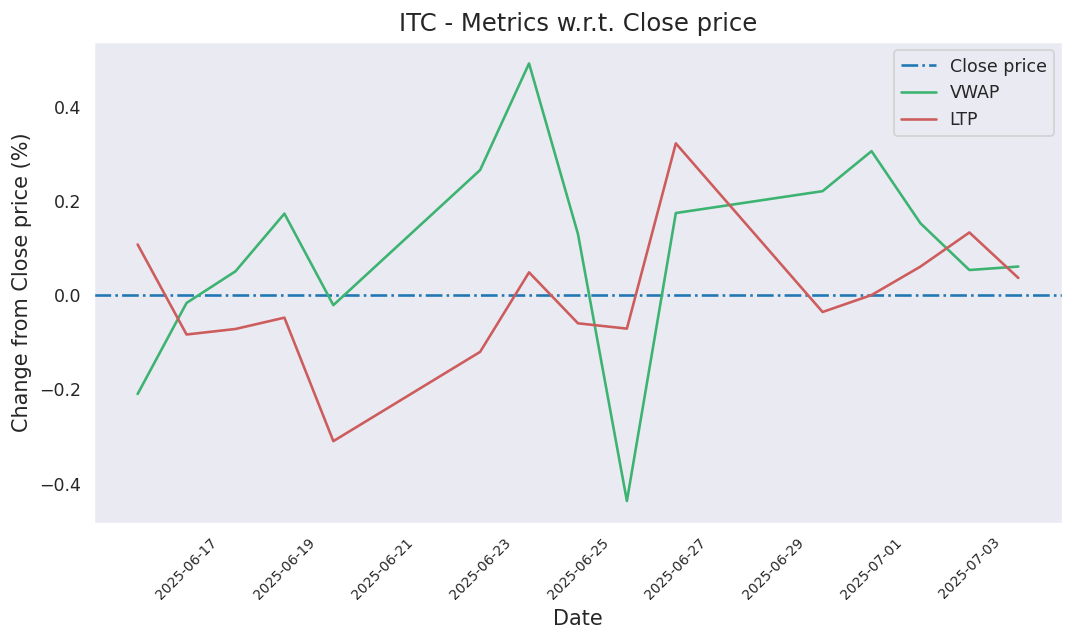 ITC - Metrics w.r.t. Close price
Close price
VWAP
LTP
Change from Close price (%)
0.4
0.2
0.0
−0.2
−0.4
2025-06-17
2025-06-19
2025-06-21
2025-06-23
2025-06-25
2025-06-27
2025-06-29
2025-07-01
2025-07-03
Date